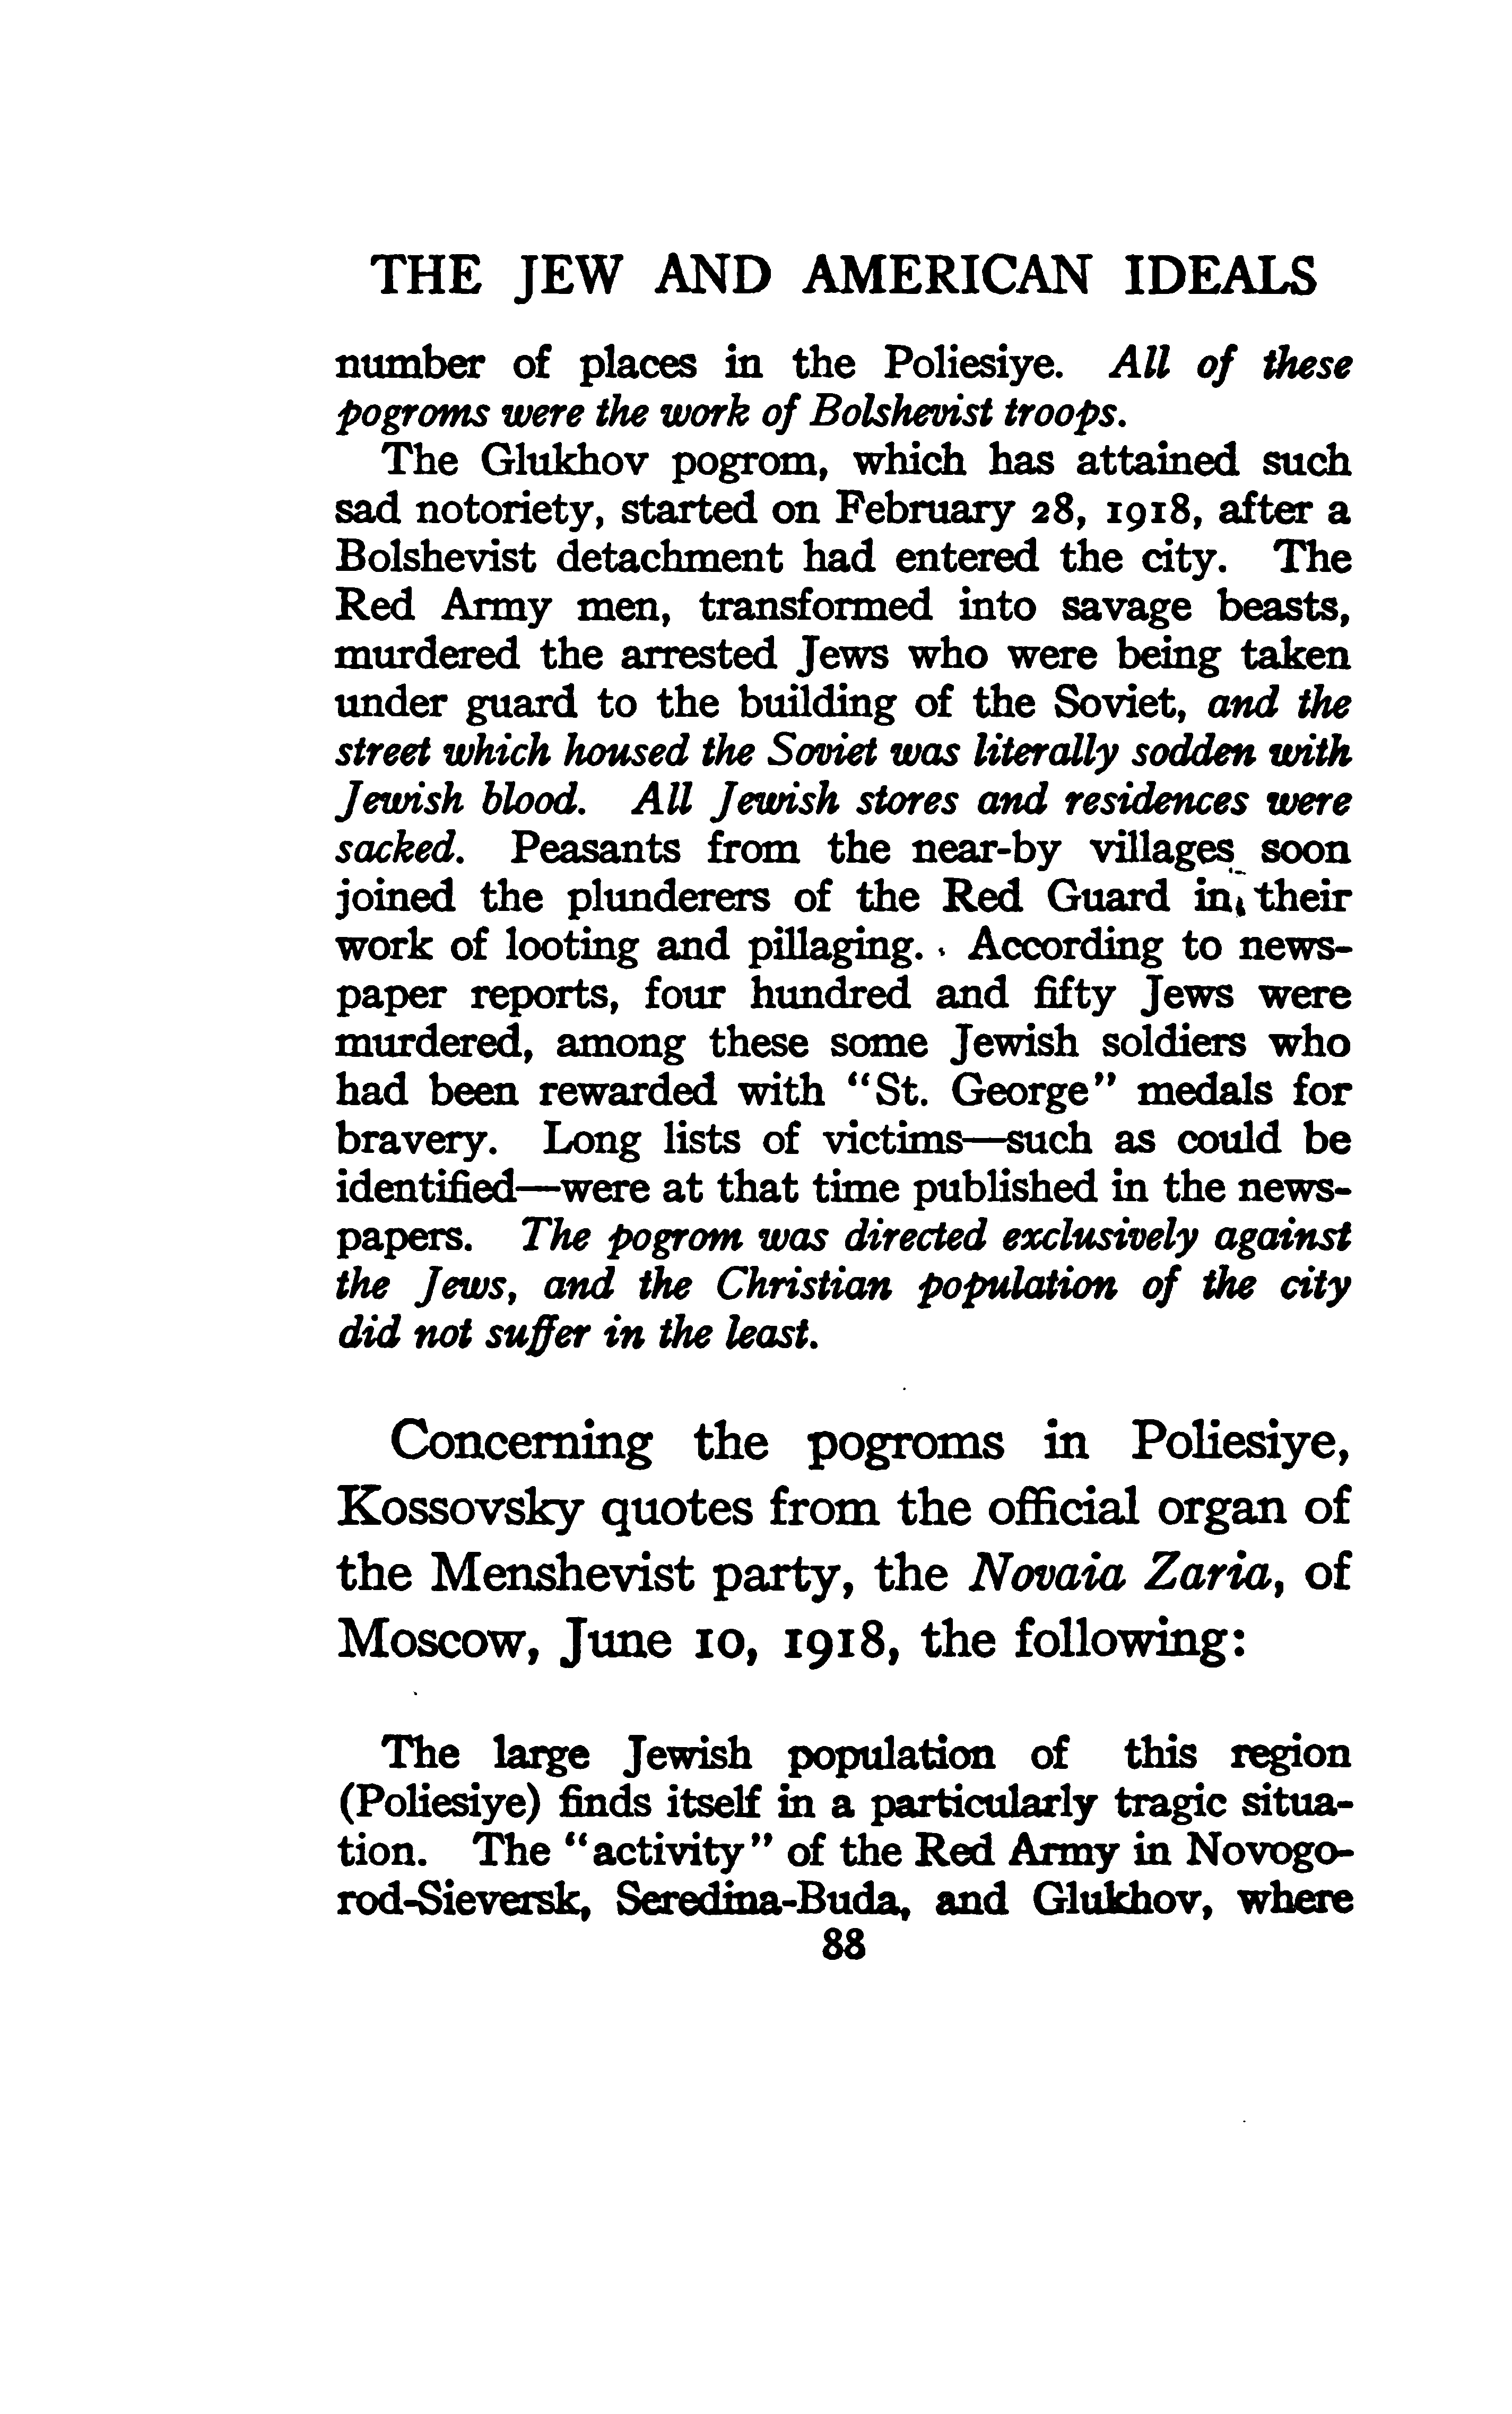 THE JEW AND AMERICAN IDEALS
number of places in the Poliesiye. All of these
pogroms were the work of Bolshevist troops.
The Glukhov pogrom, which has attained such
sad notoriety, started on February 28, 1918, after a
Bolshevist detachment had entered the city. The
Red Army men, transformed into savage beasts,
murdered the arrested Jews who were being taken
under guard to the building of the Soviet, and the
street which housed the Soviet was literally sodden with
Jewish blood. All Jewish stores and residences were
sacked. Peasants from the near-by villages soon
joined the plunderers of the Red Guard in their
work of looting and pillaging. According to news-
paper reports, four hundred and fifty Jews were
murdered, among these some Jewish soldiers who
had been rewarded with "St. George" medals for
bravery. Long lists of victims—such as could be
identified—were at that time published in the news-
papers. The pogrom was directed exclusively against
the Jews, and the Christian population of the city
did not suffer in the least.
Concerning the pogroms in Poliesiye,
Kossovsky quotes from the official organ of
the Menshevist party, the Novaia Zaria, of
Moscow, June 10, 1918, the following:
The large Jewish population of this region
(Poliesiye) finds itself in a particularly tragic situa-
tion. The "activity" of the Red Army in Novogo-
rod-Sieversk, Seredina-Buda, and Glukhov, where
88